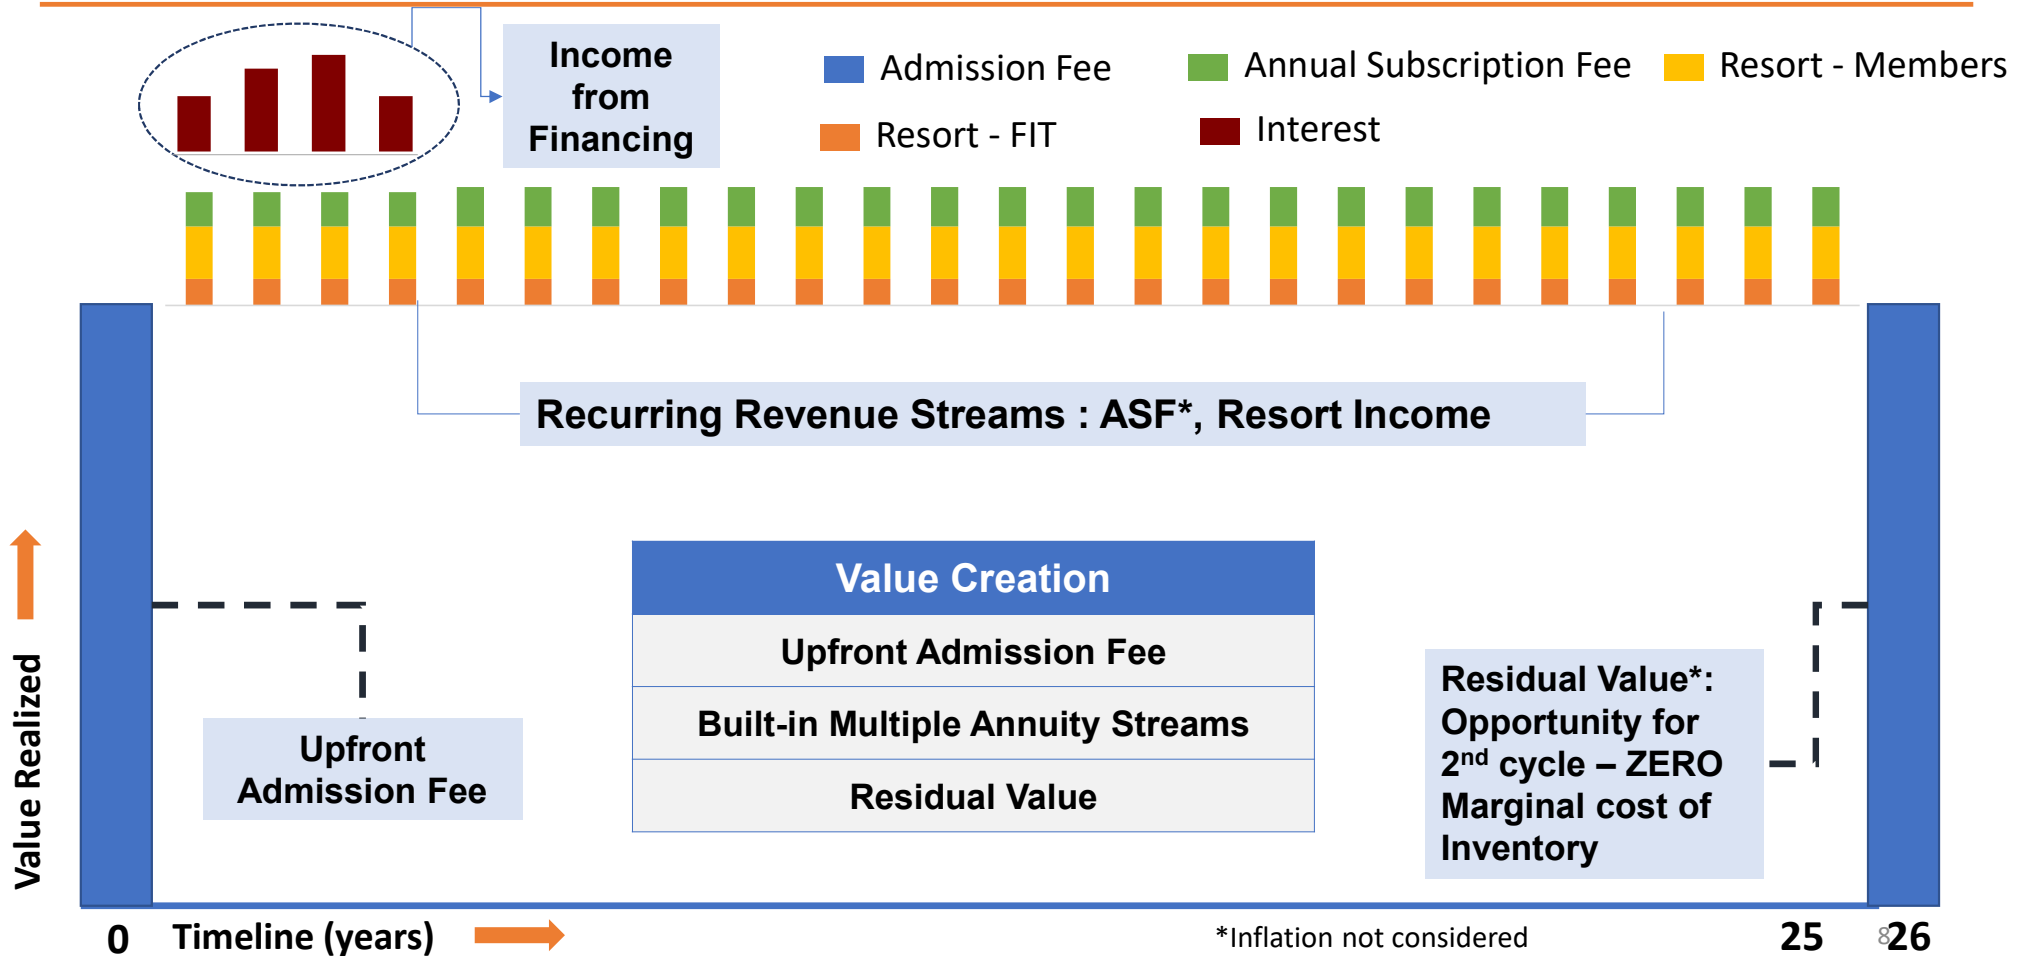 Income
from
Financing
Admission Fee
Annual Subscription Fee
Resort - Members
Resort - FIT
Interest
Recurring Revenue Streams : ASF*, Resort Income
Value Creation
Upfront Admission Fee
Built-in Multiple Annuity Streams
Residual Value
Upfront
Admission Fee
Residual Value*:
Opportunity for
2nd cycle – ZERO
Marginal cost of
Inventory
Value Realized
0
Timeline (years)
*Inflation not considered
25
8
26